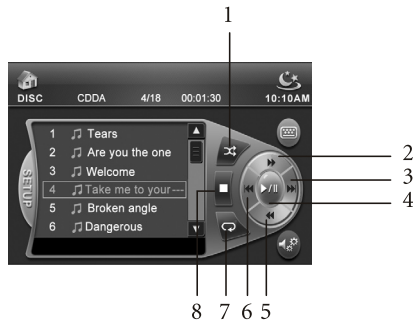 1
DISC CDDA 4/18 00:01:30 10:10AM
1 Tears
2 Are you the one
3 Welcome
4 Take me to your---
5 Broken angle
6 Dangerous
SETUP
2
3
4
8 7 6 5